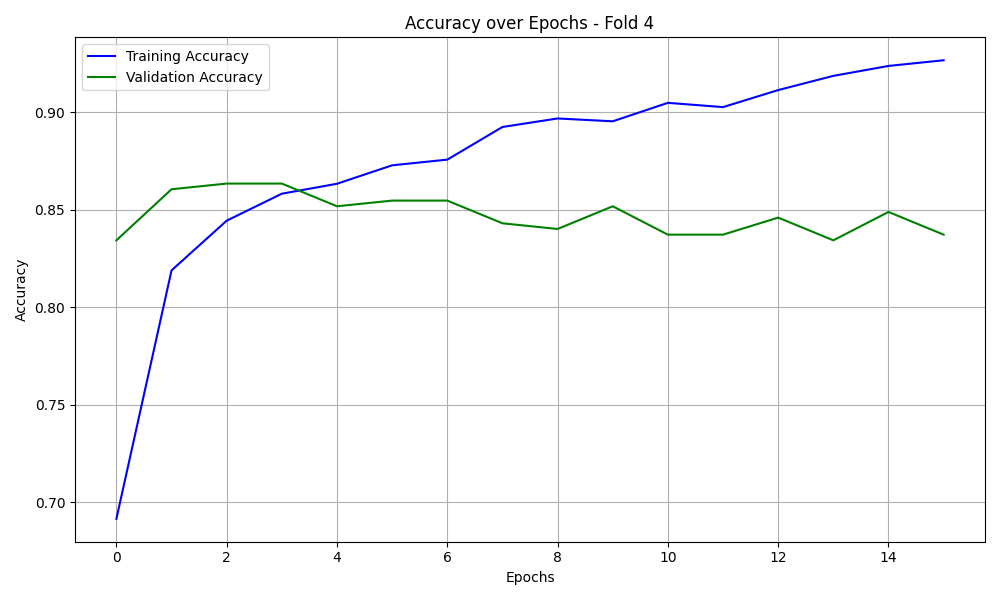 Accuracy over Epochs - Fold 4
Training Accuracy
Validation Accuracy
Accuracy
0.90
0.85
0.80
0.75
0.70
0 2 4 6 8 10 12 14
Epochs